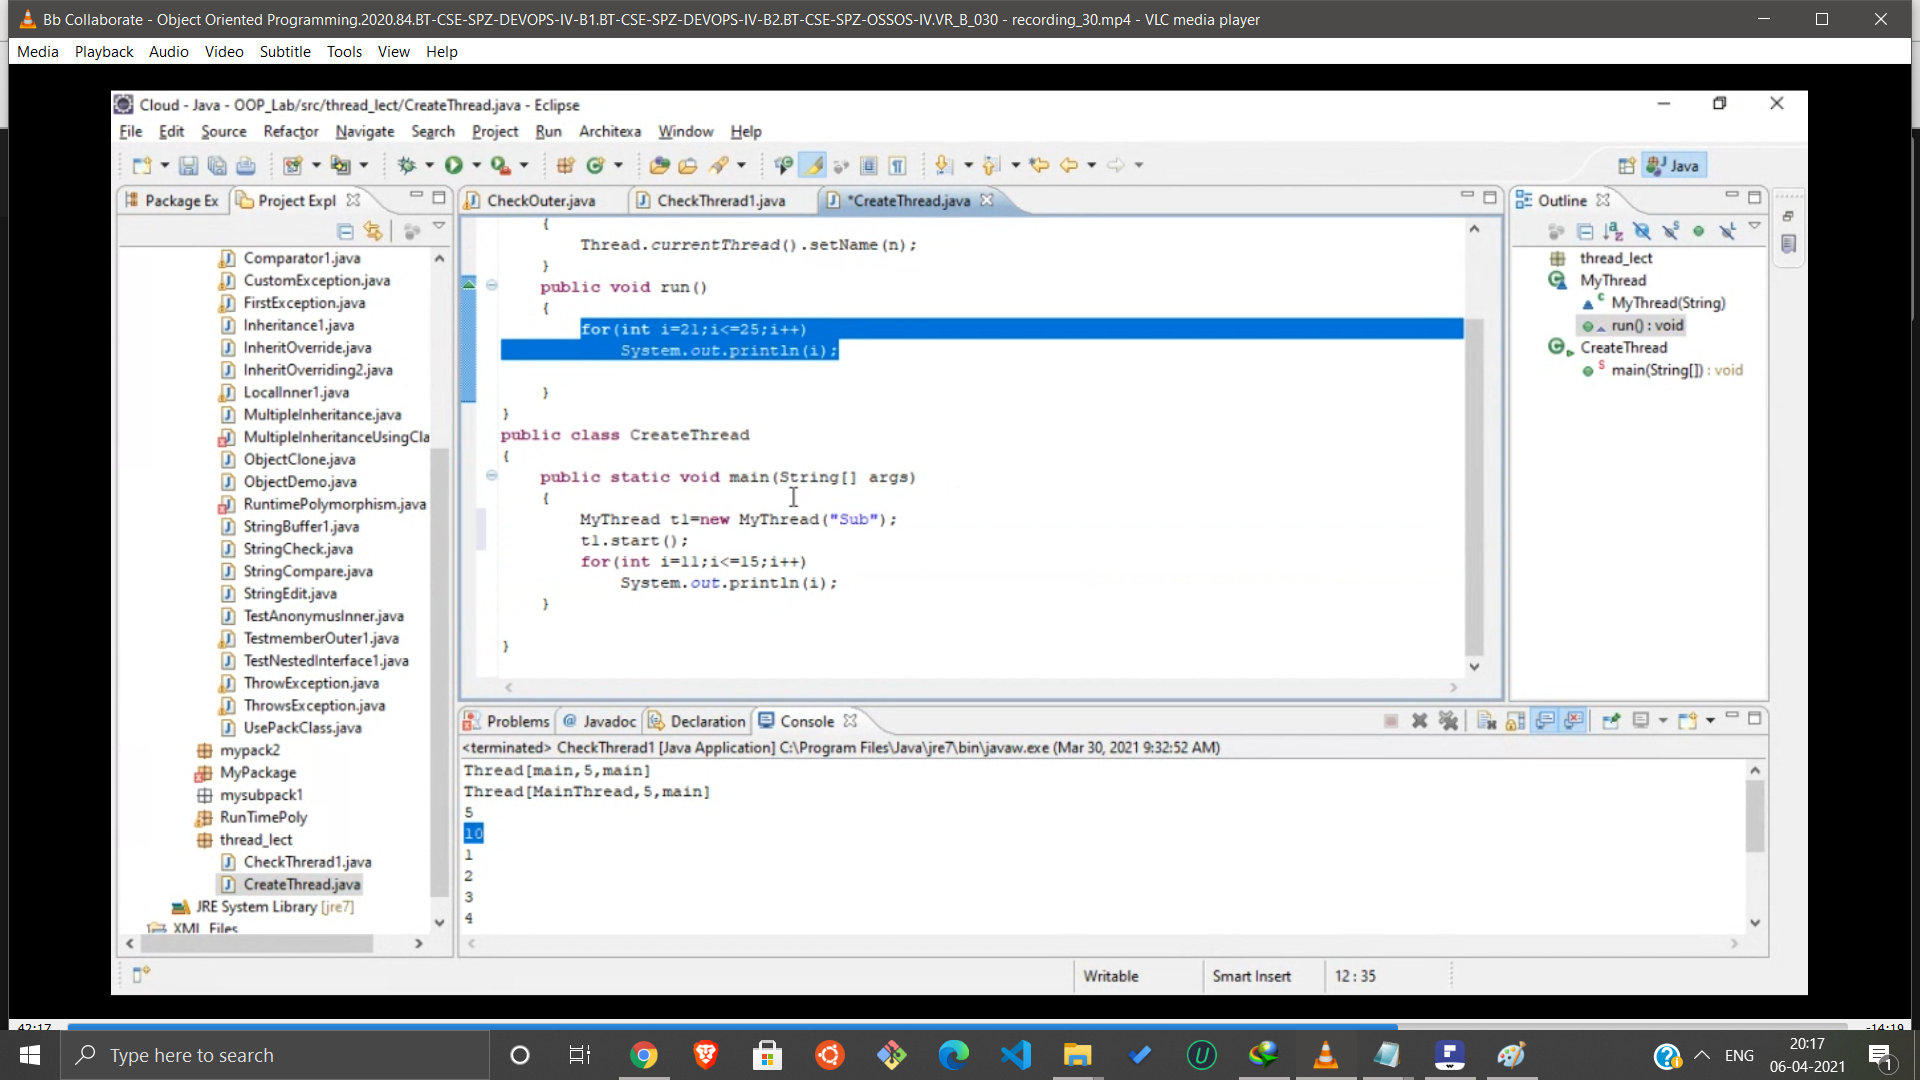 Bb Collaborate - Object Oriented Programming.2020.84.BT-CSE-SPZ-DEVOPS-IV-B1.BT-CSE-SPZ-DEVOPS-IV-B2.BT-CSE-SPZ-OSSOS-IV.VR_B_030 - recording_30.mp4 - VLC media player
Media Playback Audio Video Subtitle Tools View Help
Cloud - Java - OOP_Lab/src/thread_lect/CreateThread.java - Eclipse
File Edit Source Refactor Navigate Search Project Run Architexa Window Help
Java
Package Ex Project Expl
Comparator1.java
CustomException.java
FirstException.java
Inheritance1.java
InheritOverride.java
InheritOverriding2.java
LocalInner1.java
MultipleInheritance.java
MultipleInheritanceUsingCla
ObjectClone.java
ObjectDemo.java
RuntimePolymorphism.java
StringBuffer1.java
StringCheck.java
StringCompare.java
StringEdit.java
TestAnonymusInner.java
TestmemberOuter1.java
TestNestedInterface1.java
ThrowException.java
ThrowsException.java
UsePackClass.java
mypack2
MyPackage
mysubpack1
RunTimePoly
thread_lect
CheckThrerad1.java
CreateThread.java
JRE System Library [jre7]
XML Files
CheckOuter.java CheckThrerad1.java *CreateThread.java
{
Thread.currentThread().setName(n);
}
public void run()
{
for(int i=21;i<=25;i++)
System.out.println(i);
}
}
public class CreateThread
{
public static void main(String[] args)
{
MyThread t1=new MyThread("Sub");
t1.start();
for(int i=11;i<=15;i++)
System.out.println(i);
}
}
Outline
thread_lect
MyThread
MyThread(String)
run() : void
CreateThread
main(String[]) : void
Problems Javadoc Declaration Console
<terminated> CheckThrerad1 [Java Application] C:\Program Files\Java\jre7\bin\javaw.exe (Mar 30, 2021 9:32:52 AM)
Thread[main,5,main]
Thread[MainThread,5,main]
5
10
1
2
3
4
Writable Smart Insert 12 : 35
42:17 -14:19
Type here to search
ENG
20:17
06-04-2021
1